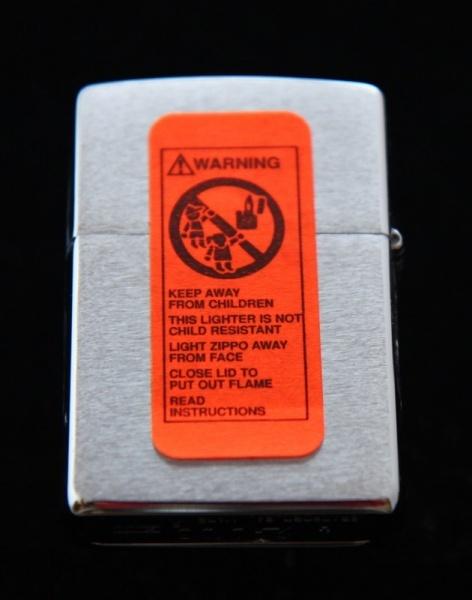 WARNING
KEEP AWAY
FROM CHILDREN
THIS LIGHTER IS NOT
CHILD RESISTANT
LIGHT ZIPPO AWAY
FROM FACE
CLOSE LID TO
PUT OUT FLAME
READ
INSTRUCTIONS